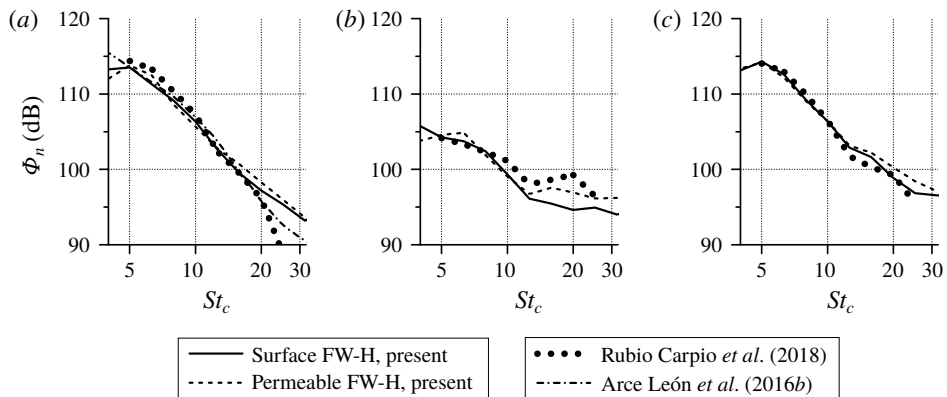 (a)
(b)
(c)
120
110
100
90
Φn (dB)
5
10
20
30
Stc
120
110
100
90
5
10
20
30
Stc
120
110
100
90
5
10
20
30
Stc
Surface FW-H, present
Permeable FW-H, present
Rubio Carpio et al. (2018)
Arce León et al. (2016b)